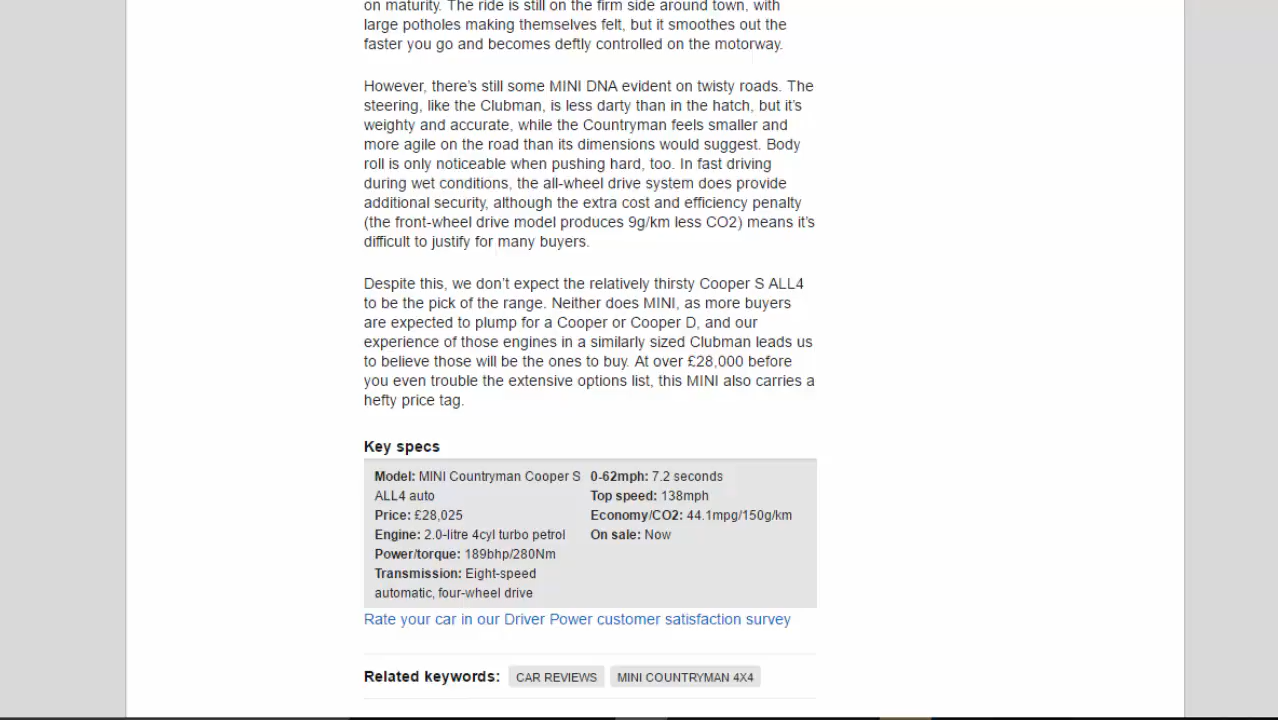 on maturity. The ride is still on the firm side around town, with
large potholes making themselves felt, but it smoothes out the
faster you go and becomes deftly controlled on the motorway.
However, there's still some MINI DNA evident on twisty roads. The
steering, like the Clubman, is less darty than in the hatch, but it's
weighty and accurate, while the Countryman feels smaller and
more agile on the road than its dimensions would suggest. Body
roll is only noticeable when pushing hard, too. In fast driving
during wet conditions, the all-wheel drive system does provide
additional security, although the extra cost and efficiency penalty
(the front-wheel drive model produces 9g/km less CO2) means it's
difficult to justify for many buyers.
Despite this, we don't expect the relatively thirsty Cooper S ALL4
to be the pick of the range. Neither does MINI, as more buyers
are expected to plump for a Cooper or Cooper D, and our
experience of those engines in a similarly sized Clubman leads us
to believe those will be the ones to buy. At over £28,000 before
you even trouble the extensive options list, this MINI also carries a
hefty price tag.
Key specs
Model: MINI Countryman Cooper S
ALL4 auto
Price: £28,025
Engine: 2.0-litre 4cyl turbo petrol
Power/torque: 189bhp/280Nm
Transmission: Eight-speed
automatic, four-wheel drive
0-62mph: 7.2 seconds
Top speed: 138mph
Economy/CO2: 44.1mpg/150g/km
On sale: Now
Rate your car in our Driver Power customer satisfaction survey
Related keywords: CAR REVIEWS MINI COUNTRYMAN 4X4